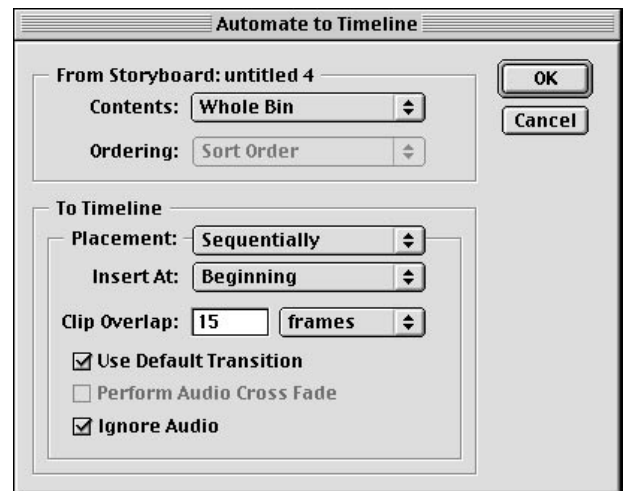 Automate to Timeline
From Storyboard: untitled 4
Contents: Whole Bin
Ordering: Sort Order
OK
Cancel
To Timeline
Placement: Sequentially
Insert At: Beginning
Clip Overlap: 15 frames
Use Default Transition
Perform Audio Cross Fade
Ignore Audio